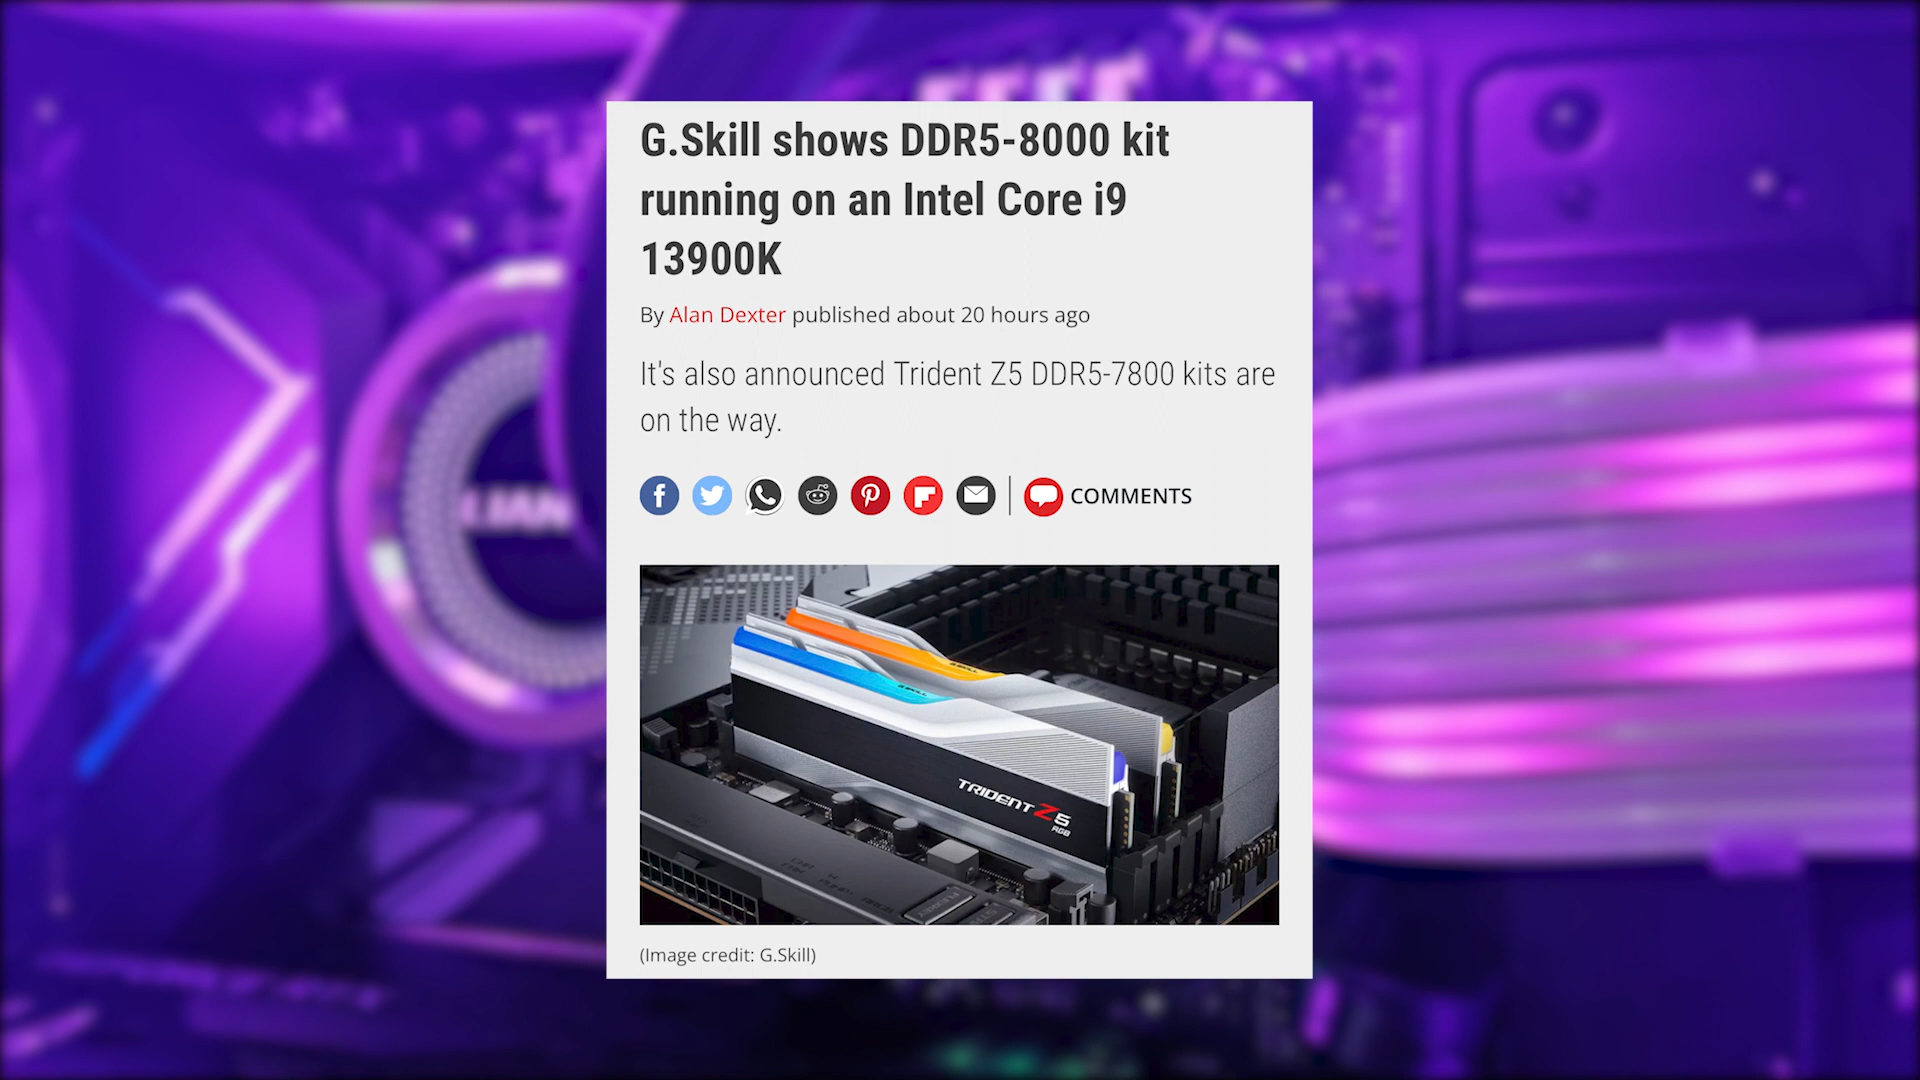 G.Skill shows DDR5-8000 kit
running on an Intel Core i9
13900K
By Alan Dexter published about 20 hours ago
It's also announced Trident Z5 DDR5-7800 kits are
on the way.
COMMENTS
TRIDENT Z5
RGB
(Image credit: G.Skill)